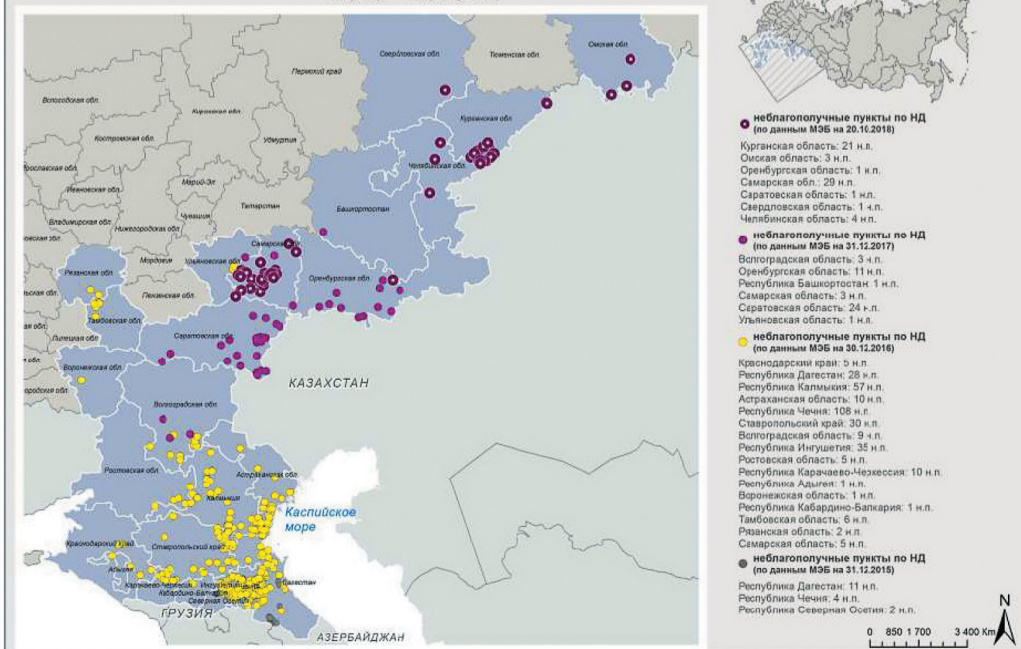 Свердловская обл.
Тюменская обл.
Омская обл.
Пермский край
Вологодская обл.
Кировская обл.
Курганская обл.
Костромская обл.
Удмуртия
Ярославская обл.
Челябинская обл.
Марий-Эл
Ивановская обл.
Татарстан
Башкортостан
Владимирская обл.
Чувашия
Нижегородская обл.
Самарская обл.
Мордовия
Ульяновская обл.
Рязанская обл.
Оренбургская обл.
Пензенская обл.
Тамбовская обл.
Липецкая обл.
Саратовская обл.
Воронежская обл.
КАЗАХСТАН
Волгоградская обл.
Ростовская обл.
Астраханская обл.
Калмыкия
Каспийское
море
Краснодарский край
Ставропольский край
Адыгея
Карачаево-Черкессия
Ингушетия
Дагестан
Кабардино-Балкария
Северная Осетия
ГРУЗИЯ
АЗЕРБАЙДЖАН
неблагополучные пункты по НД
(по данным МЭБ на 20.10.2018)
Курганская область: 21 н.п.
Омская область: 3 н.п.
Оренбургская область: 1 н.п.
Самарская обл.: 29 н.п.
Саратовская область: 1 н.п.
Свердловская область: 1 н.п.
Челябинская область: 4 н.п.
неблагополучные пункты по НД
(по данным МЭБ на 31.12.2017)
Волгоградская область: 3 н.п.
Оренбургская область: 11 н.п.
Республика Башкортостан: 1 н.п.
Самарская область: 3 н.п.
Саратовская область: 24 н.п.
Ульяновская область: 1 н.п.
неблагополучные пункты по НД
(по данным МЭБ на 30.12.2016)
Краснодарский край: 5 н.п.
Республика Дагестан: 28 н.п.
Республика Калмыкия: 57 н.п.
Астраханская область: 10 н.п.
Республика Чечня: 108 н.п.
Ставропольский край: 30 н.п.
Волгоградская область: 9 н.п.
Республика Ингушетия: 35 н.п.
Ростовская область: 5 н.п.
Республика Карачаево-Черкессия: 10 н.п.
Республика Адыгея: 1 н.п.
Воронежская область: 1 н.п.
Республика Кабардино-Балкария: 1 н.п.
Тамбовская область: 6 н.п.
Рязанская область: 2 н.п.
Самарская область: 5 н.п.
неблагополучные пункты по НД
(по данным МЭБ на 31.12.2015)
Республика Дагестан: 11 н.п.
Республика Чечня: 4 н.п.
Республика Северная Осетия: 2 н.п.
N
0 850 1 700 3 400 Km